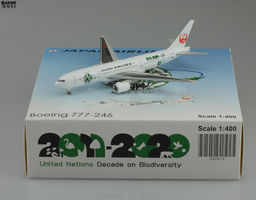 JAPAN AIRLINES
Boeing 777-246
Scale 1:400
2011-2020
Scale 1:400
United Nations Decade on Biodiversity